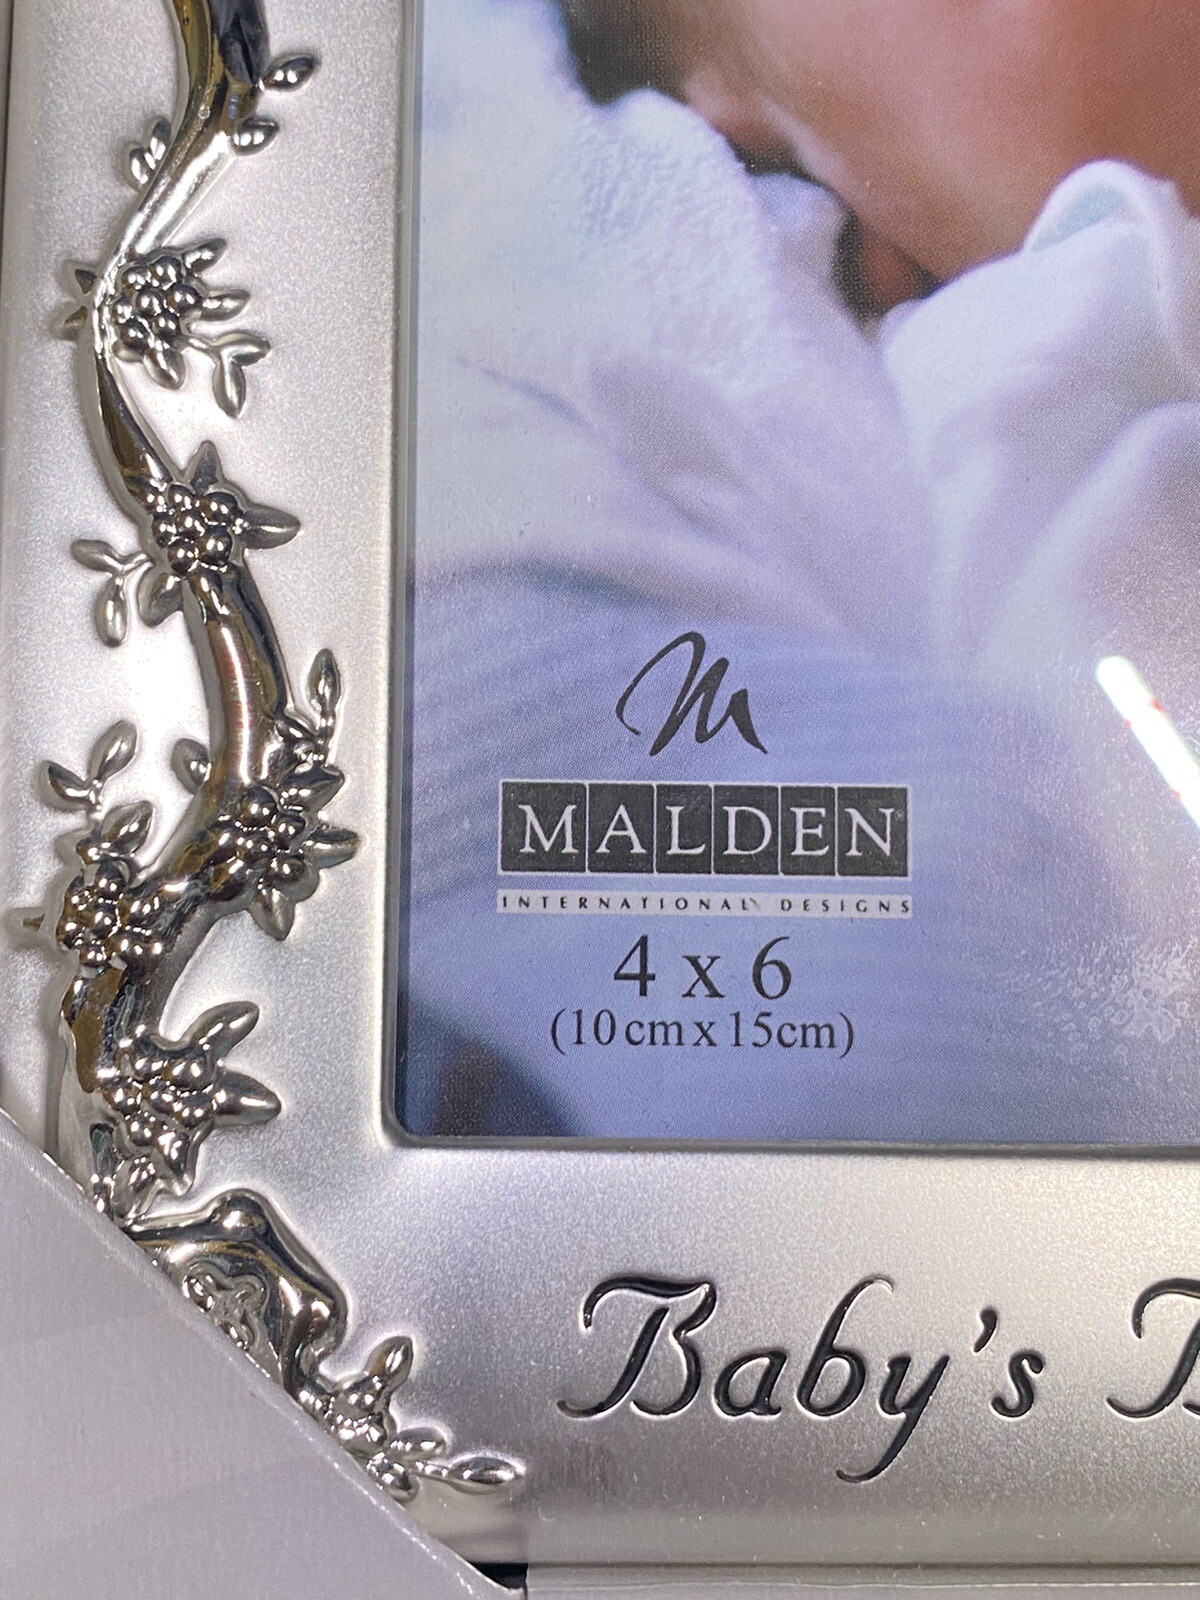 M
MALDEN
INTERNATIONAL DESIGNS
4 x 6
(10cm x 15cm)
Baby's